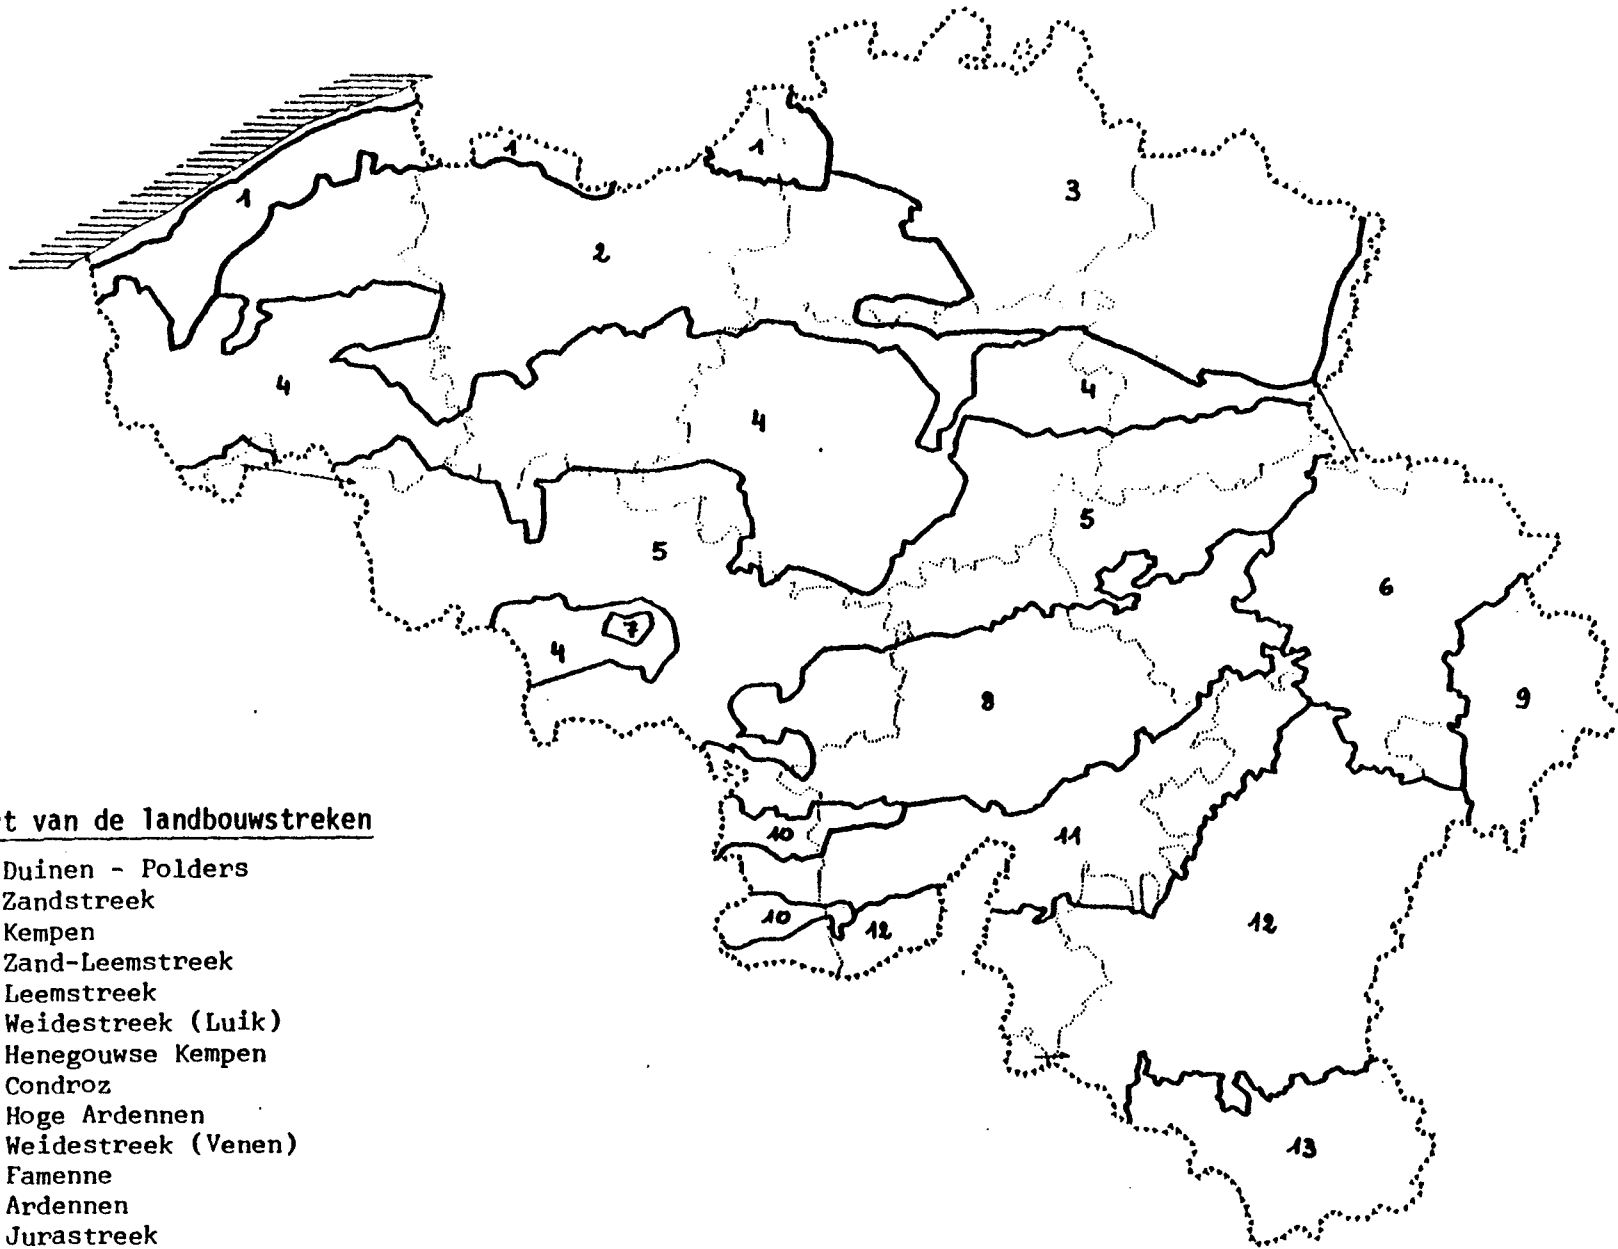 1
1
1
3
2
4
4
4
5
5
6
7
4
8
9
10
11
10
12
12
13
t van de landbouwstreken
Duinen - Polders
Zandstreek
Kempen
Zand-Leemstreek
Leemstreek
Weidestreek (Luik)
Henegouwse Kempen
Condroz
Hoge Ardennen
Weidestreek (Venen)
Famenne
Ardennen
Jurastreek